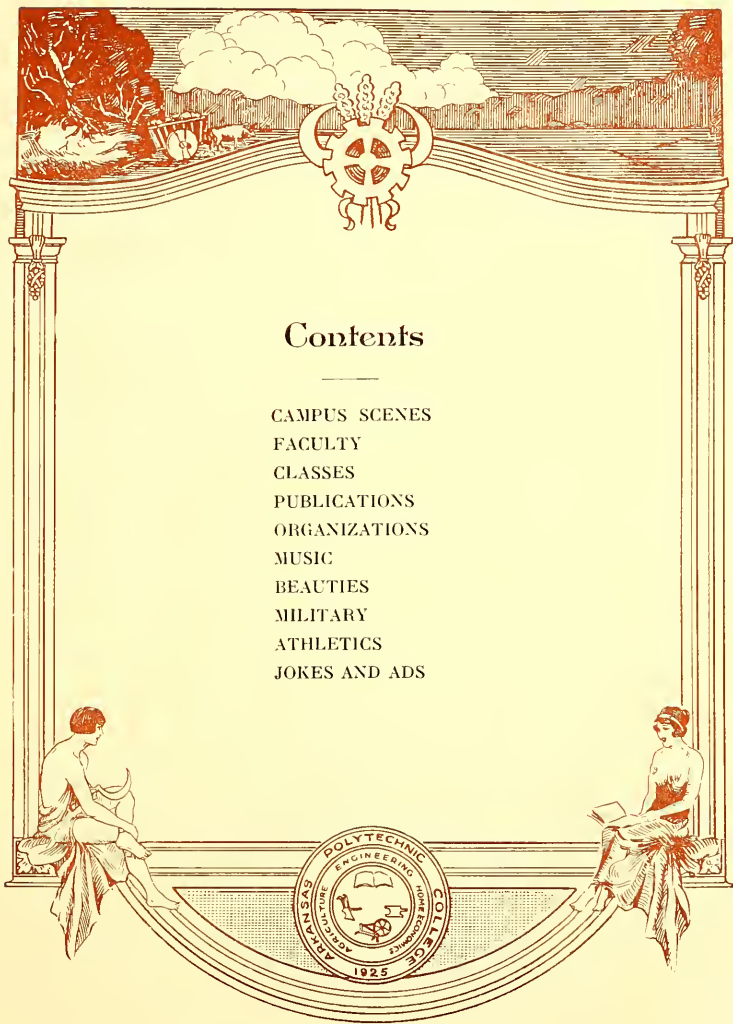 Contents
CAMPUS SCENES
FACULTY
CLASSES
PUBLICATIONS
ORGANIZATIONS
MUSIC
BEAUTIES
MILITARY
ATHLETICS
JOKES AND ADS
ARKANSAS POLYTECHNIC COLLEGE
AGRICULTURE ENGINEERING HOME ECONOMICS
1925